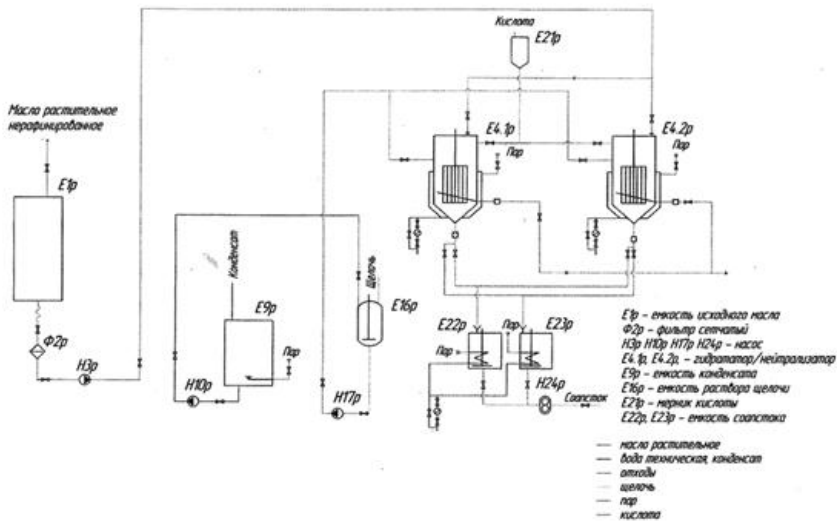 Кислота
Е21р
Масла растительное
нерафинированное
Е4.1р
Пар
Е4.2р
Пар
Е1р
Конденсат
Щелочь
Е9р
Е16р
Ф2р
Пар
Н3р
Н10р
Н17р
Е22р
Е23р
Пар
Пар
Н24р
Соапсток
Е1р – емкость исходного масла
Ф2р – фильтр сетчатый
Н3р Н10р Н17р Н24р – насос
Е4.1р, Е4.2р, – гидрататор/нейтрализатор
Е9р – емкость конденсата
Е16р – емкость раствора щелочи
Е21р – мерник кислоты
Е22р, Е23р – емкость соапстока
масло растительное
вода техническая, конденсат
отходы
щелочь
пар
кислота